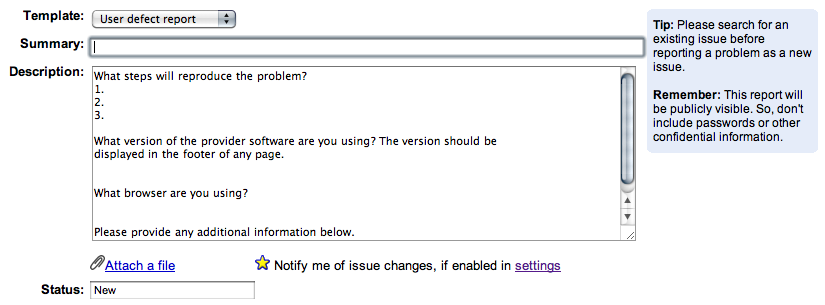 Template: User defect report
Summary:
Description:
What steps will reproduce the problem?
1.
2.
3.
What version of the provider software are you using? The version should be
displayed in the footer of any page.
What browser are you using?
Please provide any additional information below.
Attach a file
Notify me of issue changes, if enabled in settings
Status: New
Tip: Please search for an
existing issue before
reporting a problem as a new
issue.
Remember: This report will
be publicly visible. So, don't
include passwords or other
confidential information.